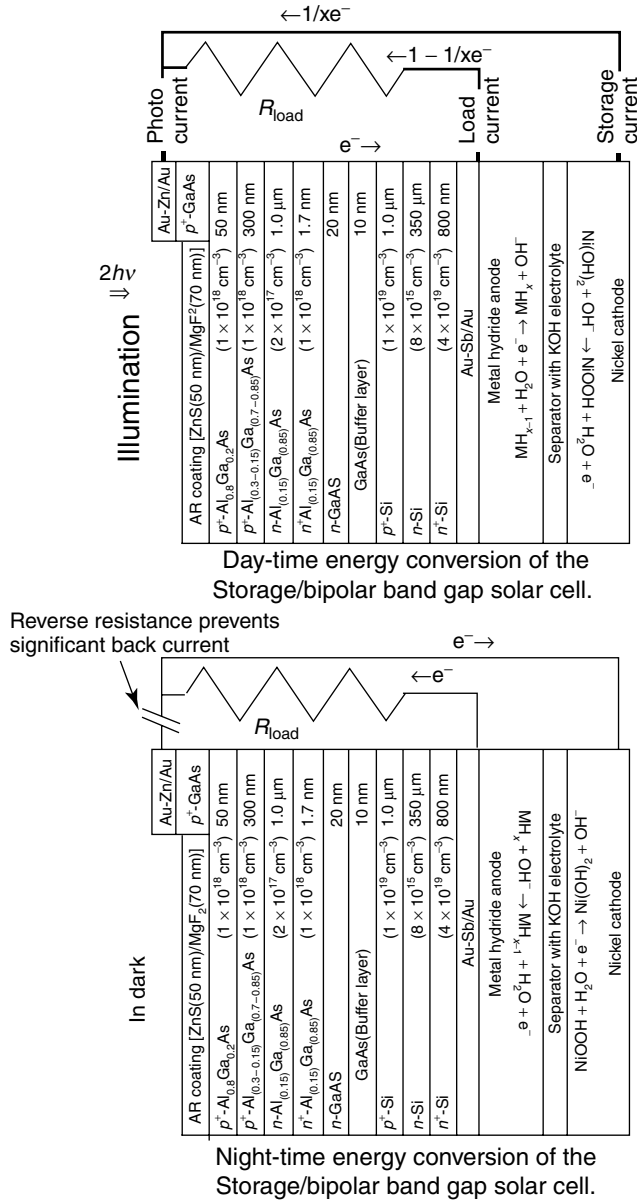 ←1/xe⁻
←1 − 1/xe⁻
R_load
Photo current
Load current
Storage current
e⁻→
2hν
⇓
Illumination
Au-Zn/Au
p⁺-GaAs
AR coating [ZnS(50 nm)/MgF²(70 nm)]
p⁺-Al₀.₈Ga₀.₂As (1 × 10¹⁸ cm⁻³) 50 nm
p⁺-Al₍₀.₃₋₀.₁₅₎Ga₍₀.₇₋₀.₈₅₎As (1 × 10¹⁸ cm⁻³) 300 nm
n-Al₍₀.₁₅₎Ga₍₀.₈₅₎As (2 × 10¹⁷ cm⁻³) 1.0 μm
n⁺Al₍₀.₁₅₎Ga₍₀.₈₅₎As (1 × 10¹⁸ cm⁻³) 1.7 nm
n-GaAS 20 nm
GaAs(Buffer layer) 10 nm
p⁺-Si (1 × 10¹⁹ cm⁻³) 1.0 μm
n-Si (8 × 10¹⁵ cm⁻³) 350 μm
n⁺-Si (4 × 10¹⁹ cm⁻³) 800 nm
Au-Sb/Au
Metal hydride anode
MHₓ₋₁ + H₂O + e⁻ → MHₓ + OH⁻
Separator with KOH electrolyte
Ni(OH)₂ + OH⁻ → NiOOH + H₂O + e⁻
Nickel cathode
Day-time energy conversion of the
Storage/bipolar band gap solar cell.
Reverse resistance prevents
significant back current
e⁻→
←e⁻
R_load
In dark
Au-Zn/Au
p⁺-GaAs
AR coating [ZnS(50 nm)/MgF₂(70 nm)]
p⁺-Al₀.₈Ga₀.₂As (1 × 10¹⁸ cm⁻³) 50 nm
p⁺-Al₍₀.₃₋₀.₁₅₎Ga₍₀.₇₋₀.₈₅₎As (1 × 10¹⁸ cm⁻³) 300 nm
n-Al₍₀.₁₅₎Ga₍₀.₈₅₎As (2 × 10¹⁷ cm⁻³) 1.0 μm
n⁺-Al₍₀.₁₅₎Ga₍₀.₈₅₎As (1 × 10¹⁸ cm⁻³) 1.7 nm
n-GaAS 20 nm
GaAs(Buffer layer) 10 nm
p⁺-Si (1 × 10¹⁹ cm⁻³) 1.0 μm
n-Si (8 × 10¹⁵ cm⁻³) 350 μm
n⁺-Si (4 × 10¹⁹ cm⁻³) 800 nm
Au-Sb/Au
Metal hydride anode
MHₓ + OH⁻ → MHₓ₋₁ + H₂O + e⁻
Separator with KOH electrolyte
NiOOH + H₂O + e⁻ → Ni(OH)₂ + OH⁻
Nickel cathode
Night-time energy conversion of the
Storage/bipolar band gap solar cell.